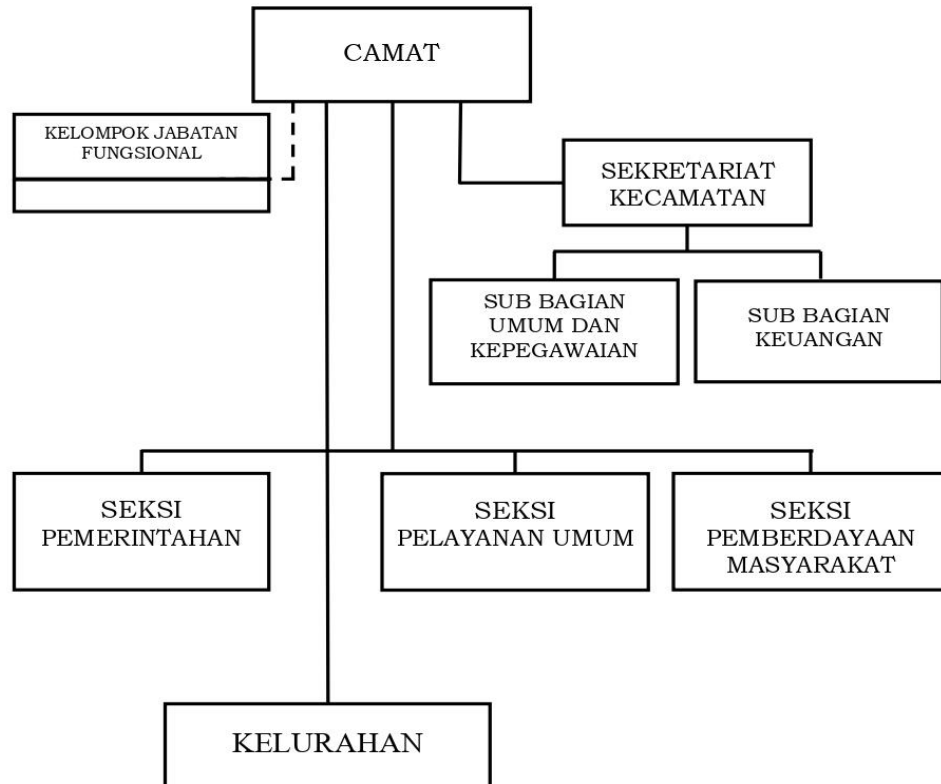 CAMAT
KELOMPOK JABATAN
FUNGSIONAL
SEKRETARIAT
KECAMATAN
SUB BAGIAN
UMUM DAN
KEPEGAWAIAN
SUB BAGIAN
KEUANGAN
SEKSI
PEMERINTAHAN
SEKSI
PELAYANAN UMUM
SEKSI
PEMBERDAYAAN
MASYARAKAT
KELURAHAN